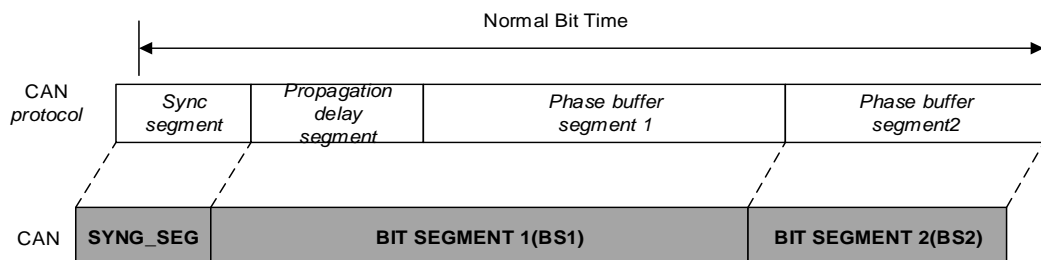 Normal Bit Time
CAN
protocol
Sync
segment
Propagation
delay
segment
Phase buffer
segment 1
Phase buffer
segment2
CAN
SYNG_SEG
BIT SEGMENT 1(BS1)
BIT SEGMENT 2(BS2)